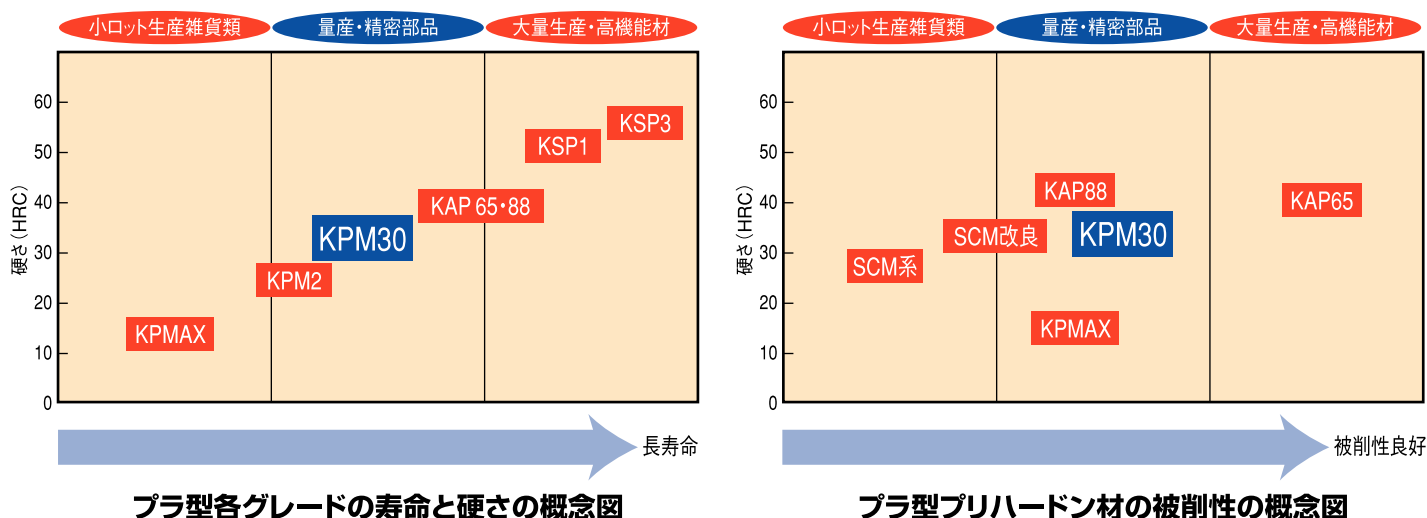 小ロット生産雑貨類
量産・精密部品
大量生産・高機能材
硬さ(HRC)
60
50
40
30
20
10
0
KSP3
KSP1
KAP 65・88
KPM30
KPM2
KPMAX
長寿命
プラ型各グレードの寿命と硬さの概念図
小ロット生産雑貨類
量産・精密部品
大量生産・高機能材
硬さ(HRC)
60
50
40
30
20
10
0
KAP88
KAP65
SCM改良
KPM30
SCM系
KPMAX
被削性良好
プラ型プリハードン材の被削性の概念図